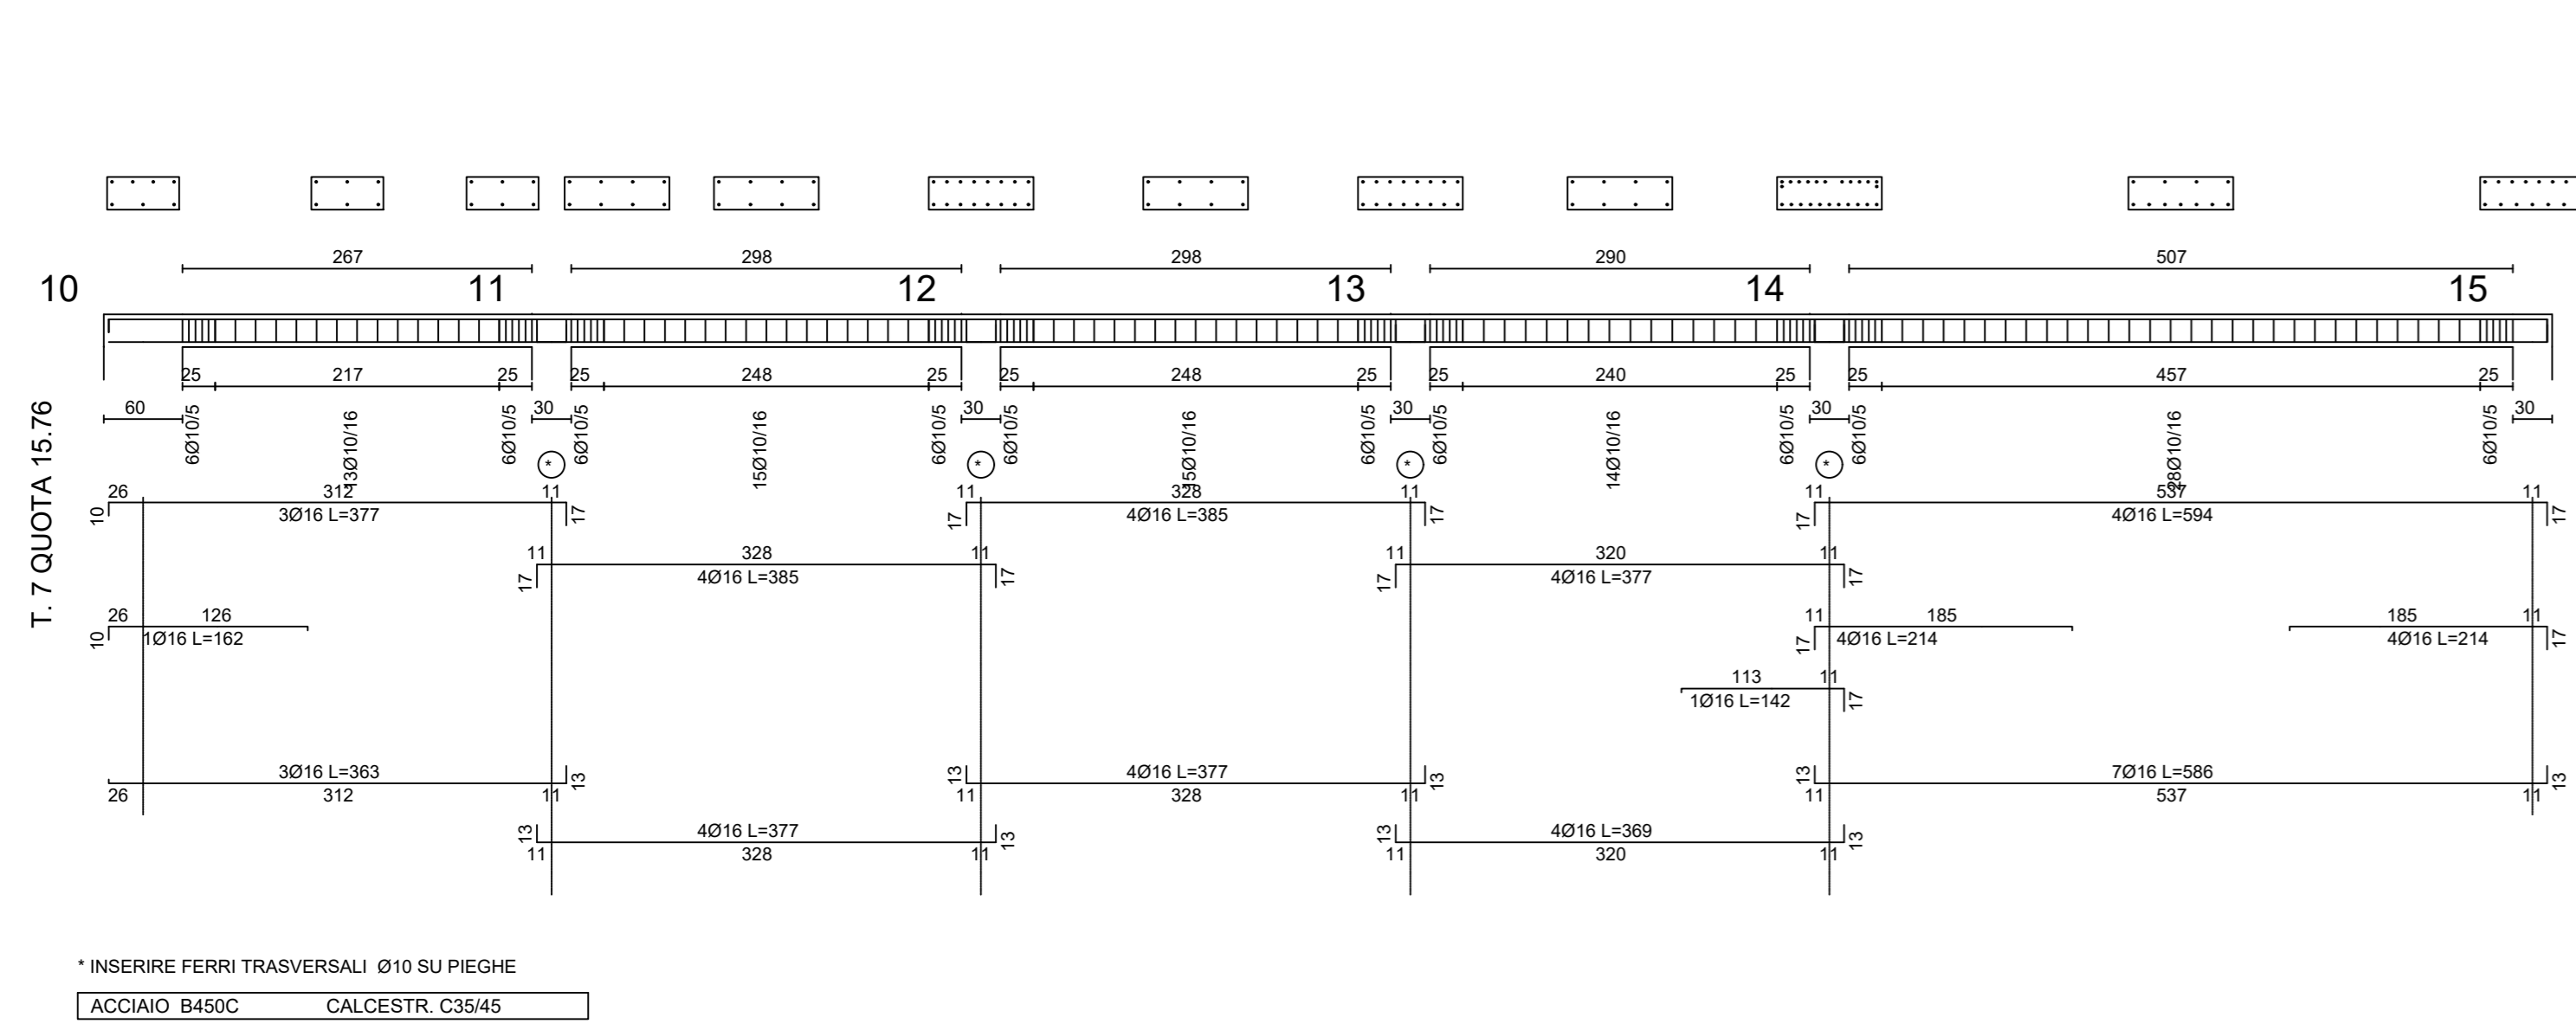 267 298 298 290 507
10 11 12 13 14 15
25 217 25 25 248 25 25 248 25 25 240 25 25 457 25
60 30 30 30 30 30
6Ø10/5 13Ø10/16 6Ø10/5 6Ø10/5 15Ø10/16 6Ø10/5 6Ø10/5 15Ø10/16 6Ø10/5 6Ø10/5 14Ø10/16 6Ø10/5 6Ø10/5 28Ø10/16 6Ø10/5
* * * *
T. 7 QUOTA 15.76
26 312 11 11 328 11 11 537 11
10 3Ø16 L=377 17 17 4Ø16 L=385 17 17 4Ø16 L=594 17
11 328 11 11 320 11
17 4Ø16 L=385 17 17 4Ø16 L=377 17
26 126 11 185 185 11
10 1Ø16 L=162 17 4Ø16 L=214 4Ø16 L=214 17
113 11
1Ø16 L=142 17
3Ø16 L=363 13 13 4Ø16 L=377 13 13 7Ø16 L=586 13
26 312 11 11 328 11 11 537 11
13 4Ø16 L=377 13 13 4Ø16 L=369 13
11 328 11 11 320 11
* INSERIRE FERRI TRASVERSALI Ø10 SU PIEGHE
ACCIAIO B450C CALCESTR. C35/45